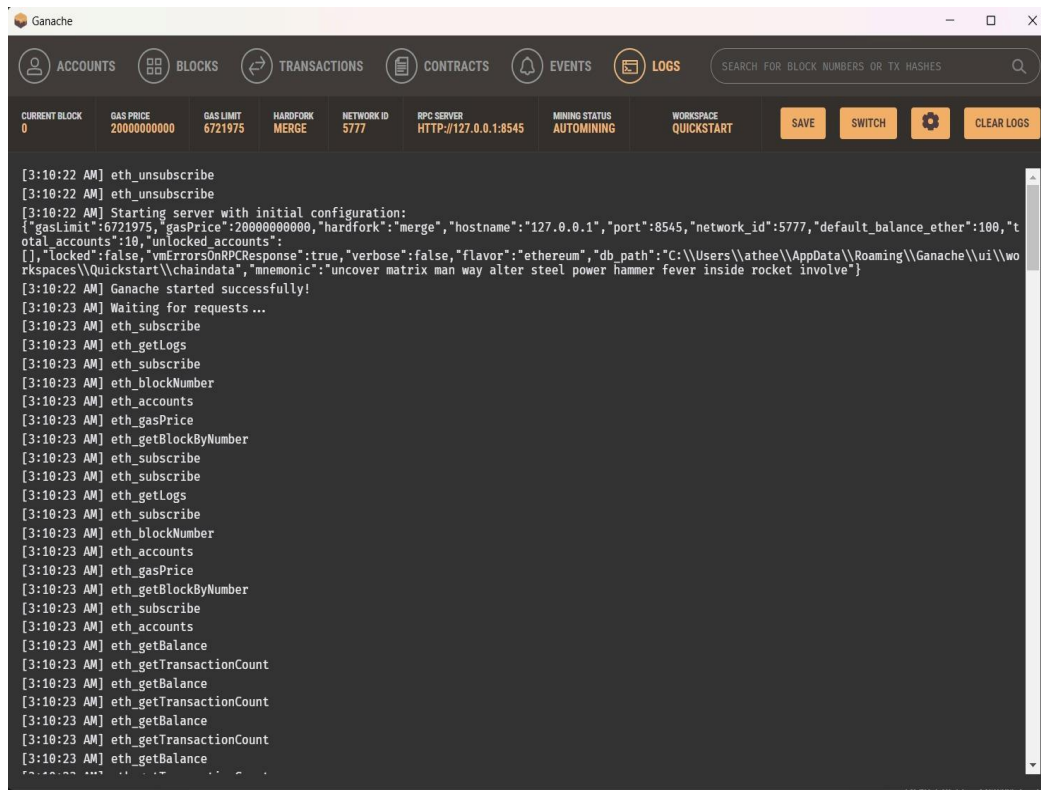 Ganache
ACCOUNTS BLOCKS TRANSACTIONS CONTRACTS EVENTS LOGS SEARCH FOR BLOCK NUMBERS OR TX HASHES
CURRENT BLOCK GAS PRICE GAS LIMIT HARDFORK NETWORK ID RPC SERVER MINING STATUS WORKSPACE
0 20000000000 6721975 MERGE 5777 HTTP://127.0.0.1:8545 AUTOMINING QUICKSTART SAVE SWITCH CLEAR LOGS
[3:10:22 AM] eth_unsubscribe
[3:10:22 AM] eth_unsubscribe
[3:10:22 AM] Starting server with initial configuration:
{"gasLimit":6721975,"gasPrice":20000000000,"hardfork":"merge","hostname":"127.0.0.1","port":8545,"network_id":5777,"default_balance_ether":100,"t
otal_accounts":10,"unlocked_accounts":
[],"locked":false,"vmErrorsOnRPCResponse":true,"verbose":false,"flavor":"ethereum","db_path":"C:\\Users\\athee\\AppData\\Roaming\\Ganache\\ui\\wo
rkspaces\\Quickstart\\chaindata","mnemonic":"uncover matrix man way alter steel power hammer fever inside rocket involve"}
[3:10:22 AM] Ganache started successfully!
[3:10:23 AM] Waiting for requests...
[3:10:23 AM] eth_subscribe
[3:10:23 AM] eth_getLogs
[3:10:23 AM] eth_subscribe
[3:10:23 AM] eth_blockNumber
[3:10:23 AM] eth_accounts
[3:10:23 AM] eth_gasPrice
[3:10:23 AM] eth_getBlockByNumber
[3:10:23 AM] eth_subscribe
[3:10:23 AM] eth_subscribe
[3:10:23 AM] eth_getLogs
[3:10:23 AM] eth_subscribe
[3:10:23 AM] eth_blockNumber
[3:10:23 AM] eth_accounts
[3:10:23 AM] eth_gasPrice
[3:10:23 AM] eth_getBlockByNumber
[3:10:23 AM] eth_subscribe
[3:10:23 AM] eth_accounts
[3:10:23 AM] eth_getBalance
[3:10:23 AM] eth_getTransactionCount
[3:10:23 AM] eth_getBalance
[3:10:23 AM] eth_getTransactionCount
[3:10:23 AM] eth_getBalance
[3:10:23 AM] eth_getTransactionCount
[3:10:23 AM] eth_getBalance